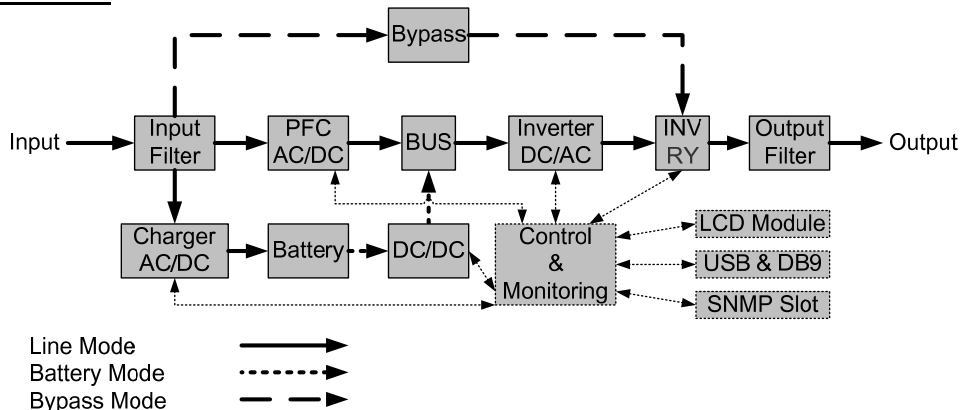 Bypass
Input
Input
Filter
PFC
AC/DC
BUS
Inverter
DC/AC
INV
RY
Output
Filter
Output
Charger
AC/DC
Battery
DC/DC
Control
&
Monitoring
LCD Module
USB & DB9
SNMP Slot
Line Mode
Battery Mode
Bypass Mode